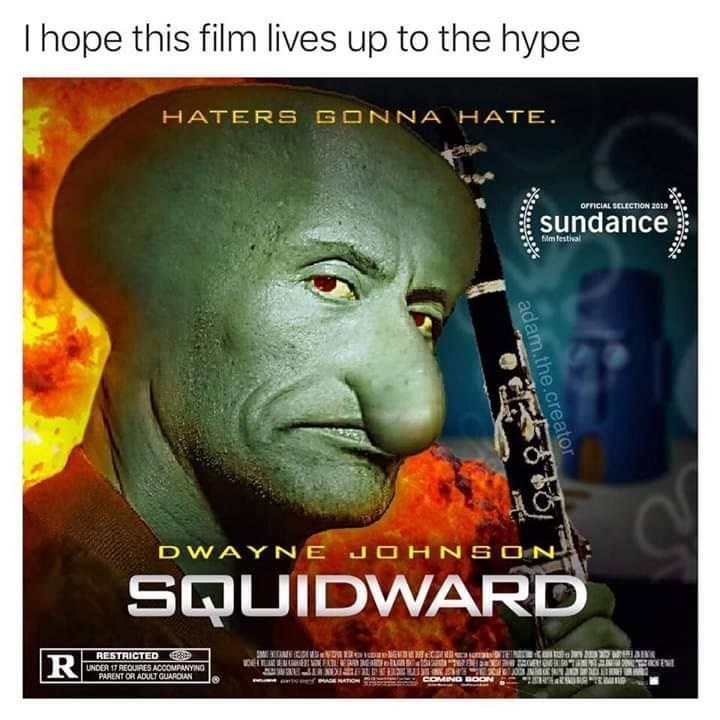 I hope this film lives up to the hype
HATERS GONNA HATE.
OFFICIAL SELECTION 2019
sundance
film festival
adam.the.creator
DWAYNE JOHNSON
SQUIDWARD
R
RESTRICTED
UNDER 17 REQUIRES ACCOMPANYING
PARENT OR ADULT GUARDIAN
COMING SOON